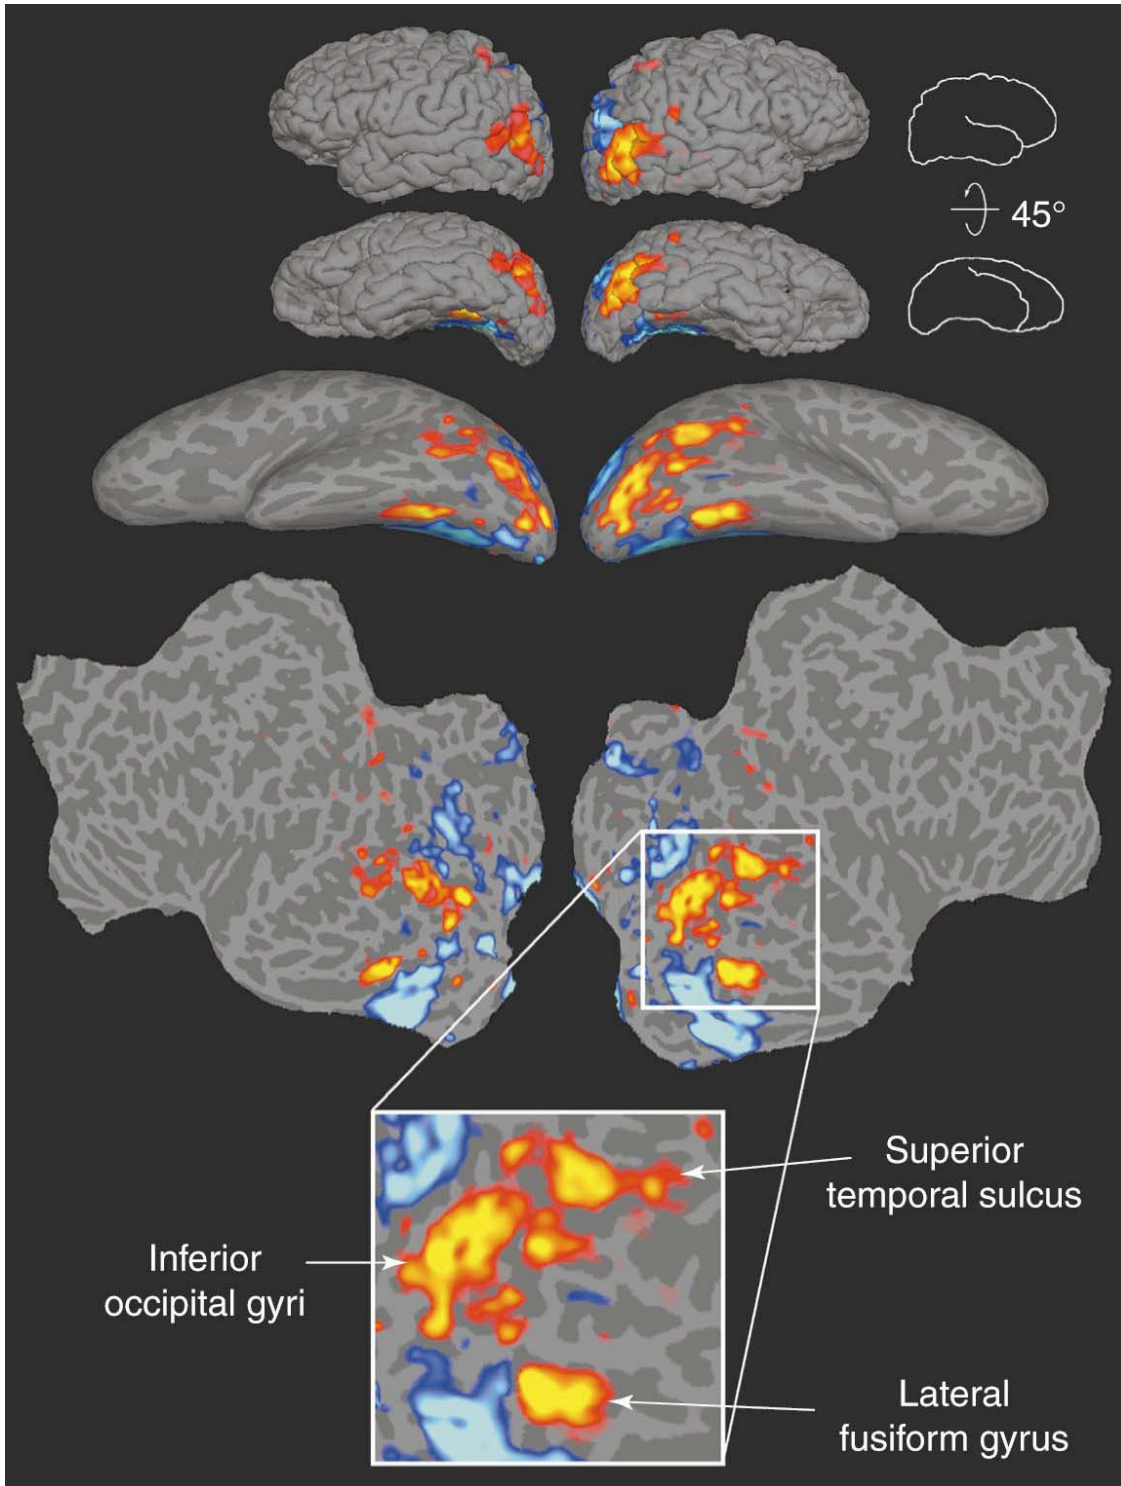 45°
Superior
temporal sulcus
Inferior
occipital gyri
Lateral
fusiform gyrus